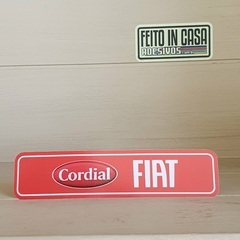 FEITO IN CASA
ADESIVOS
Cordial FIAT